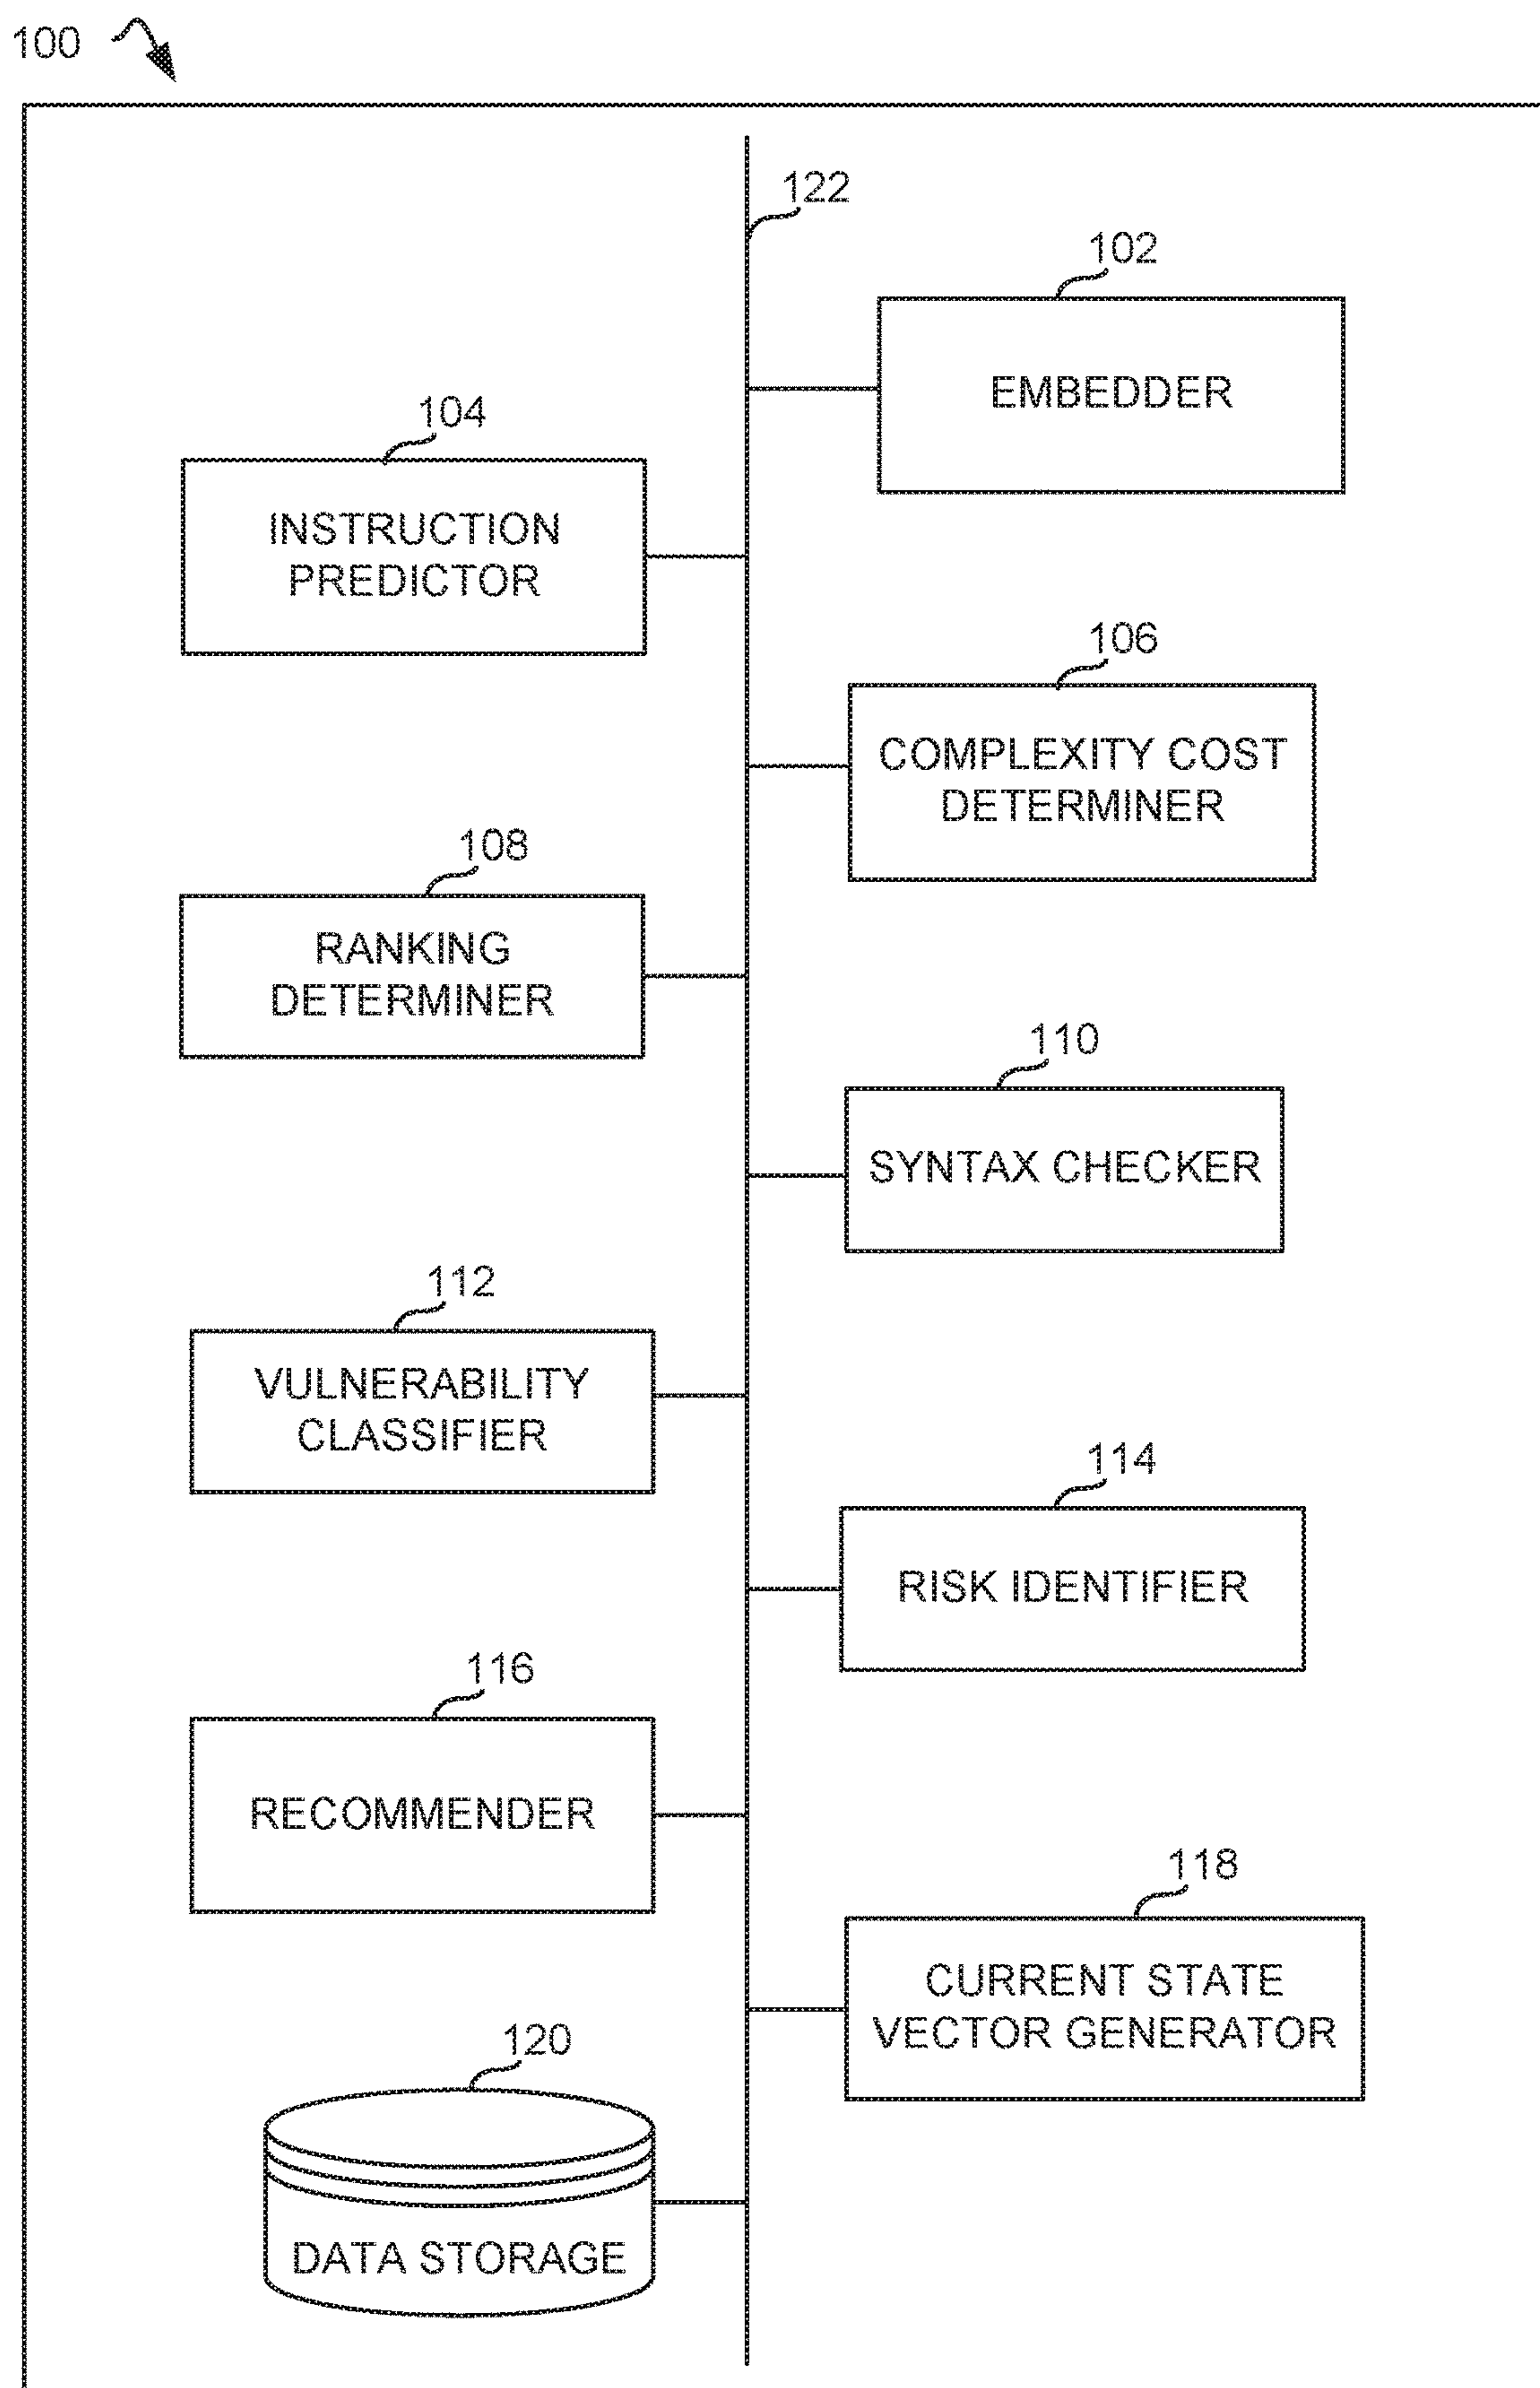 100
122
102
EMBEDDER
104
INSTRUCTION
PREDICTOR
106
COMPLEXITY COST
DETERMINER
108
RANKING
DETERMINER
110
SYNTAX CHECKER
112
VULNERABILITY
CLASSIFIER
114
RISK IDENTIFIER
116
RECOMMENDER
118
CURRENT STATE
VECTOR GENERATOR
120
DATA STORAGE